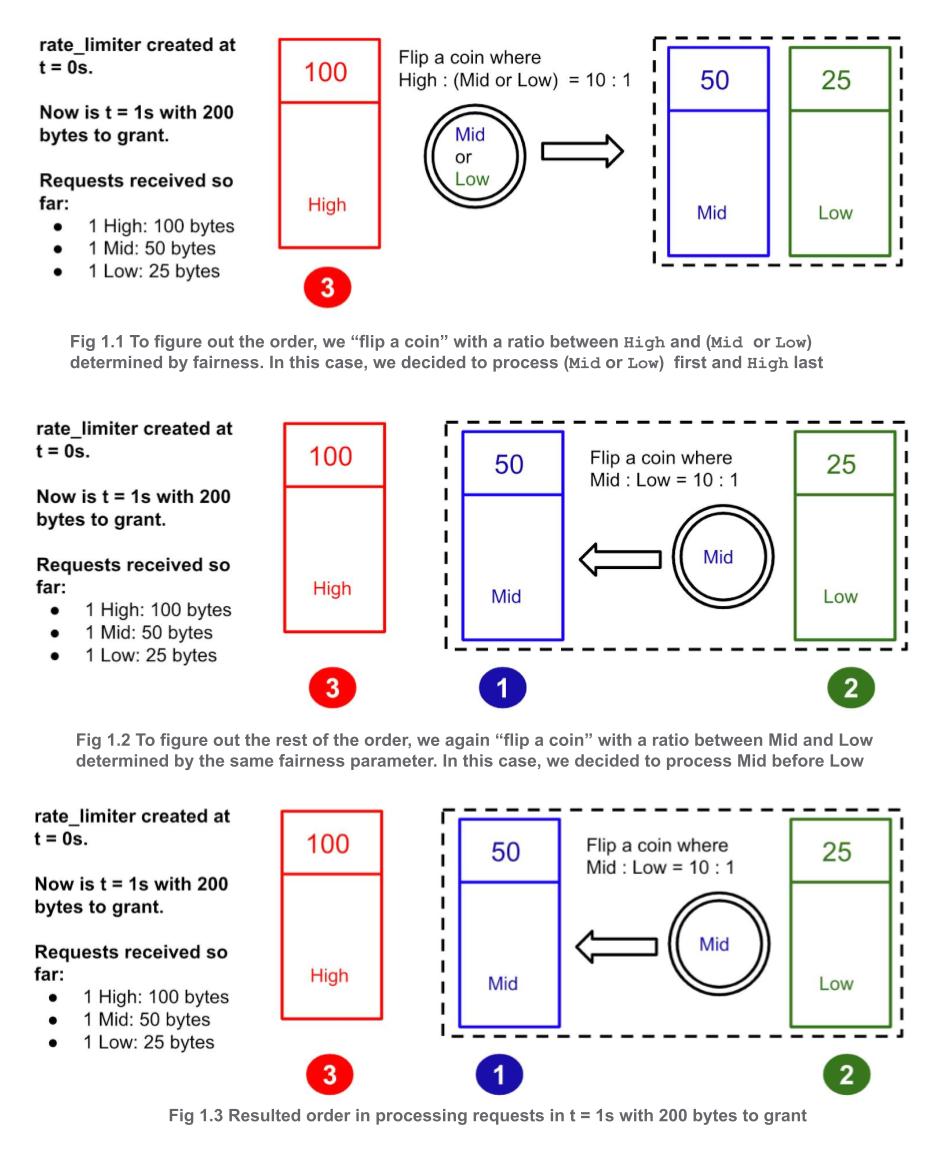 rate_limiter created at
t = 0s.
Now is t = 1s with 200
bytes to grant.
Requests received so
far:
● 1 High: 100 bytes
● 1 Mid: 50 bytes
● 1 Low: 25 bytes
100
High
3
Flip a coin where
High : (Mid or Low) = 10 : 1
Mid
or
Low
50
Mid
25
Low
Fig 1.1 To figure out the order, we “flip a coin” with a ratio between High and (Mid or Low)
determined by fairness. In this case, we decided to process (Mid or Low) first and High last
rate_limiter created at
t = 0s.
Now is t = 1s with 200
bytes to grant.
Requests received so
far:
● 1 High: 100 bytes
● 1 Mid: 50 bytes
● 1 Low: 25 bytes
100
High
3
50
Mid
1
Flip a coin where
Mid : Low = 10 : 1
Mid
25
Low
2
Fig 1.2 To figure out the rest of the order, we again “flip a coin” with a ratio between Mid and Low
determined by the same fairness parameter. In this case, we decided to process Mid before Low
rate_limiter created at
t = 0s.
Now is t = 1s with 200
bytes to grant.
Requests received so
far:
● 1 High: 100 bytes
● 1 Mid: 50 bytes
● 1 Low: 25 bytes
100
High
3
50
Mid
1
Flip a coin where
Mid : Low = 10 : 1
Mid
25
Low
2
Fig 1.3 Resulted order in processing requests in t = 1s with 200 bytes to grant